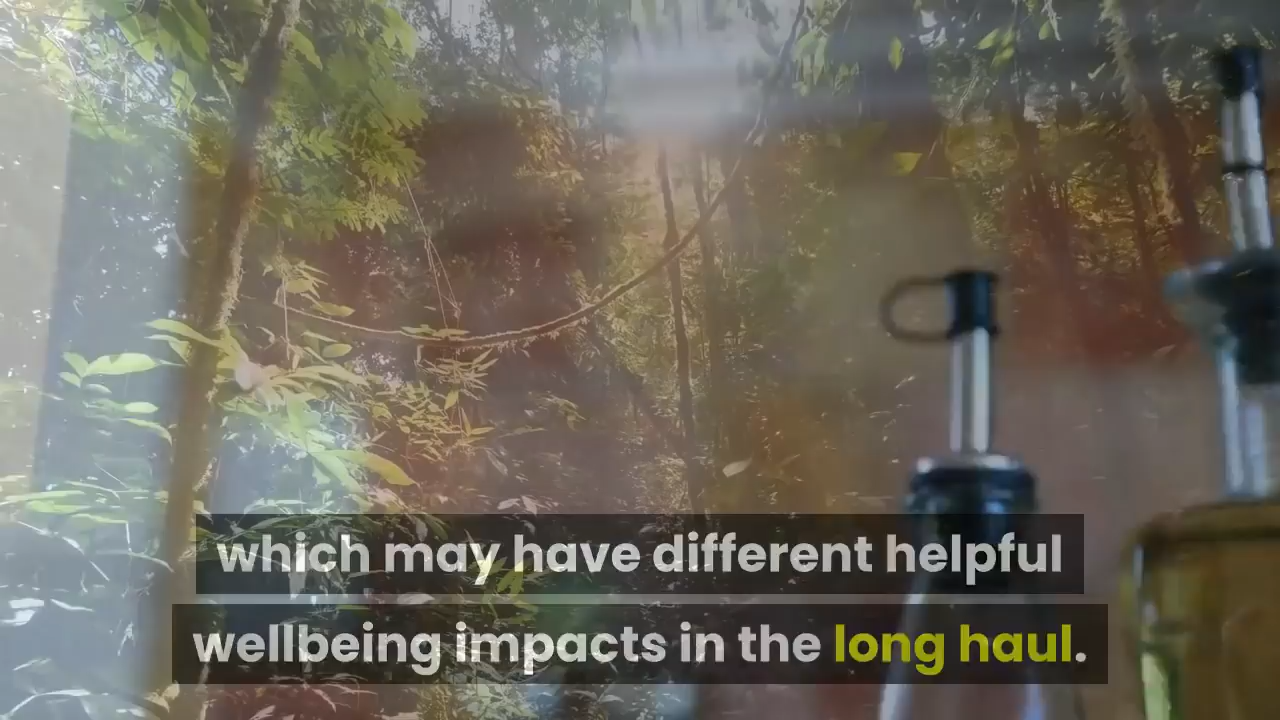 which may have different helpful
wellbeing impacts in the long haul.